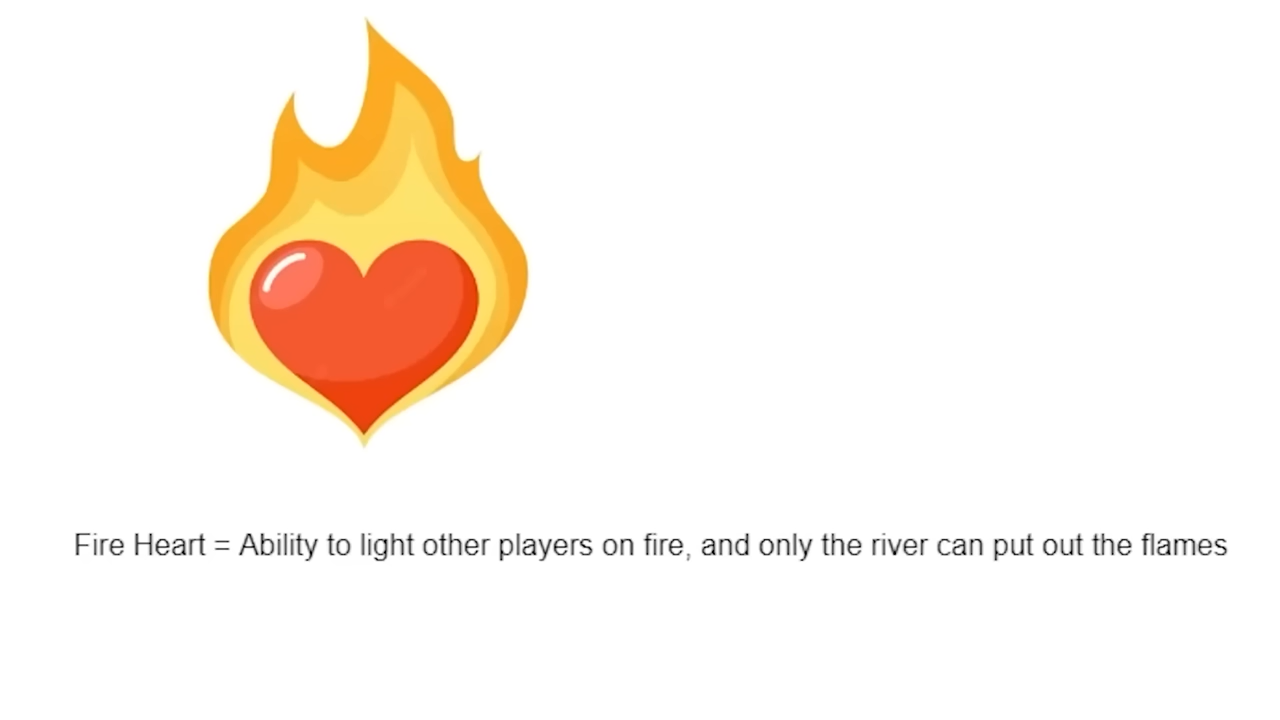 Fire Heart = Ability to light other players on fire, and only the river can put out the flames